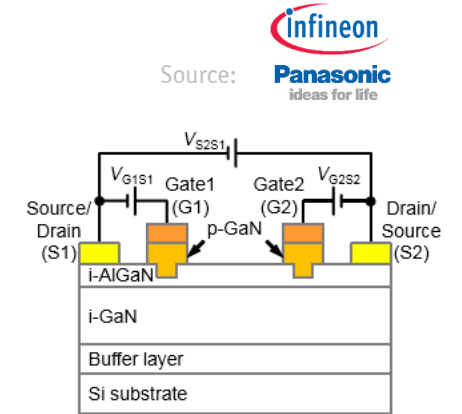 infineon
Source:
Panasonic
ideas for life
VS2S1
VG1S1
Gate1
(G1)
Gate2
(G2)
VG2S2
Source/
Drain
(S1)
p-GaN
Drain/
Source
(S2)
i-AlGaN
i-GaN
Buffer layer
Si substrate